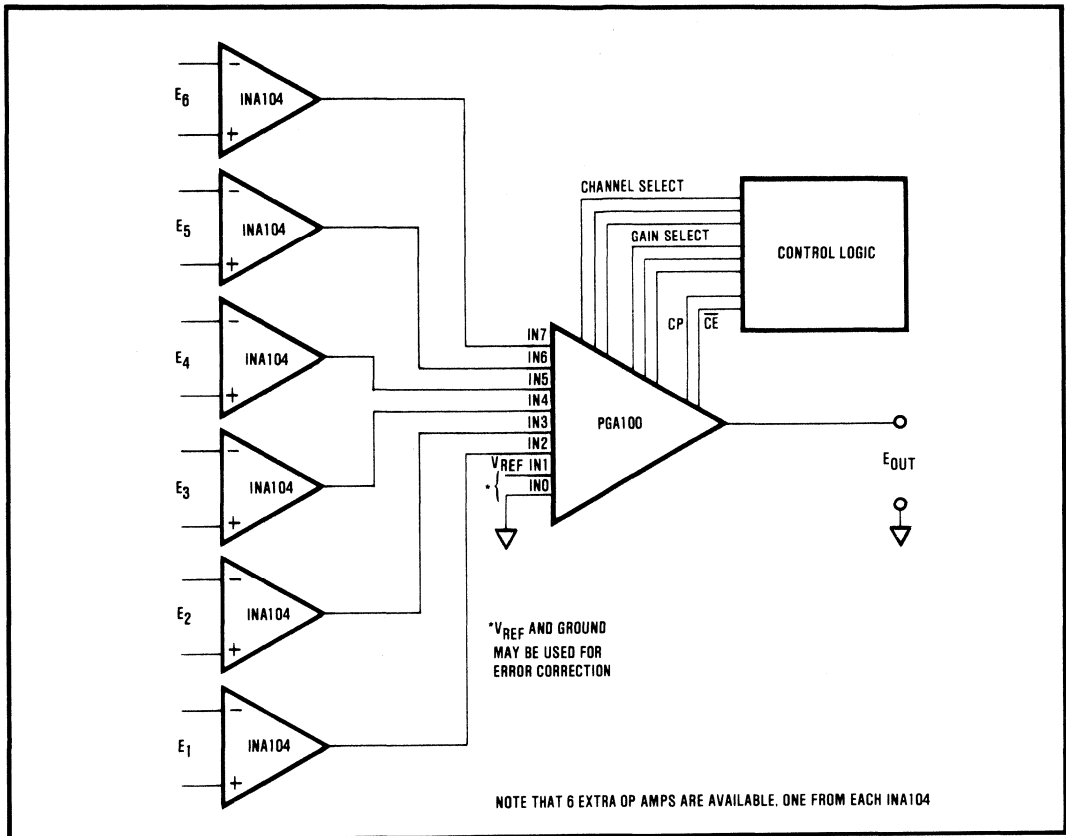 E6
-
INA104
+
E5
-
INA104
+
E4
-
INA104
+
E3
-
INA104
+
E2
-
INA104
+
E1
-
INA104
+
CHANNEL SELECT
GAIN SELECT
CP
C̅E̅
CONTROL LOGIC
IN7
IN6
IN5
IN4
IN3
IN2
VREF IN1
* { IN0
PGA100
EOUT
*VREF AND GROUND
MAY BE USED FOR
ERROR CORRECTION
NOTE THAT 6 EXTRA OP AMPS ARE AVAILABLE, ONE FROM EACH INA104